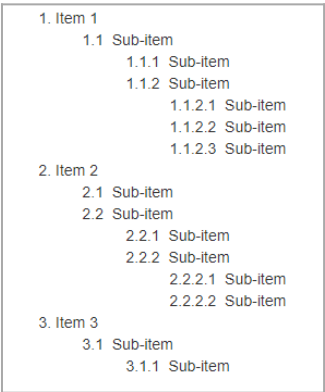 1. Item 1
1.1 Sub-item
1.1.1 Sub-item
1.1.2 Sub-item
1.1.2.1 Sub-item
1.1.2.2 Sub-item
1.1.2.3 Sub-item
2. Item 2
2.1 Sub-item
2.2 Sub-item
2.2.1 Sub-item
2.2.2 Sub-item
2.2.2.1 Sub-item
2.2.2.2 Sub-item
3. Item 3
3.1 Sub-item
3.1.1 Sub-item